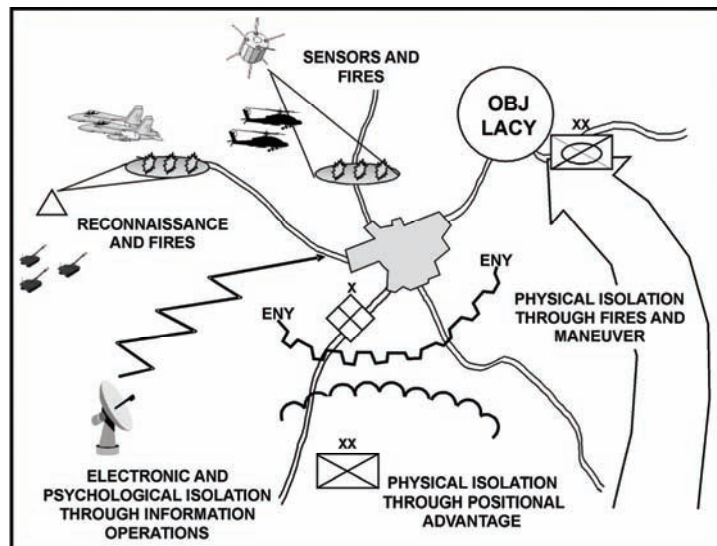 SENSORS AND
FIRES
OBJ
LACY
XX
RECONNAISSANCE
AND FIRES
X
ENY
ENY
PHYSICAL ISOLATION
THROUGH FIRES AND
MANEUVER
XX
ELECTRONIC AND
PSYCHOLOGICAL ISOLATION
THROUGH INFORMATION
OPERATIONS
PHYSICAL ISOLATION
THROUGH POSITIONAL
ADVANTAGE